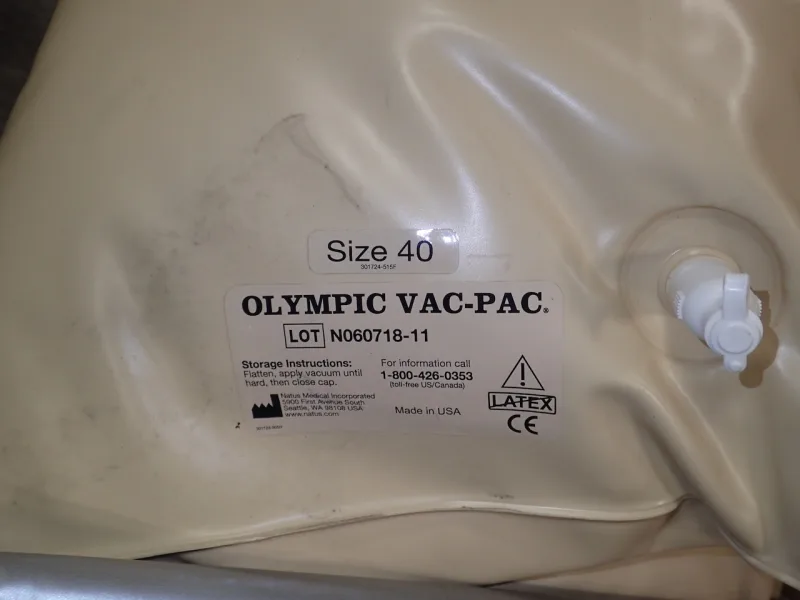 Size 40
301724-515F
OLYMPIC VAC-PAC®
LOT N060718-11
Storage Instructions:
Flatten, apply vacuum until
hard, then close cap.
For information call
1-800-426-0353
(toll-free US/Canada)
Natus Medical Incorporated
5900 First Avenue South
Seattle, WA 98108 USA
www.natus.com
Made in USA
LATEX
CE